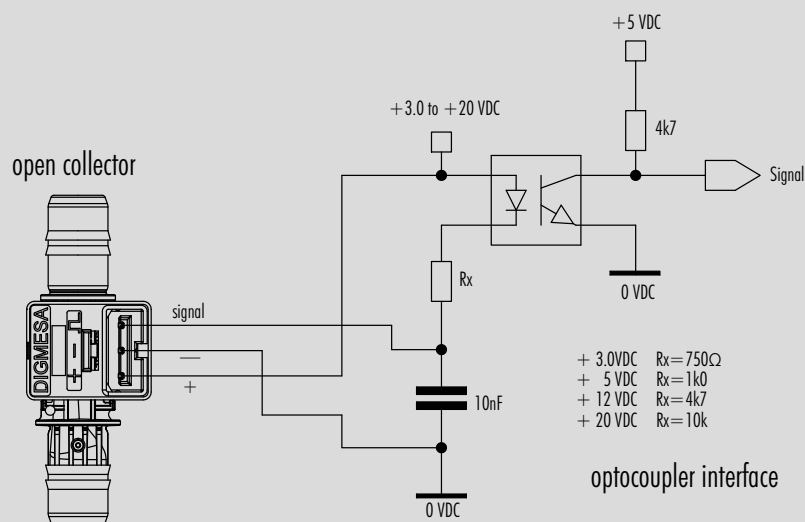 +5 VDC
+3.0 to +20 VDC
4k7
open collector
Signal
Rx
0 VDC
signal
DIGMESA
—
+
—
+
+ 3.0VDC Rx=750Ω
+ 5 VDC Rx=1k0
+ 12 VDC Rx=4k7
+ 20 VDC Rx=10k
10nF
optocoupler interface
0 VDC